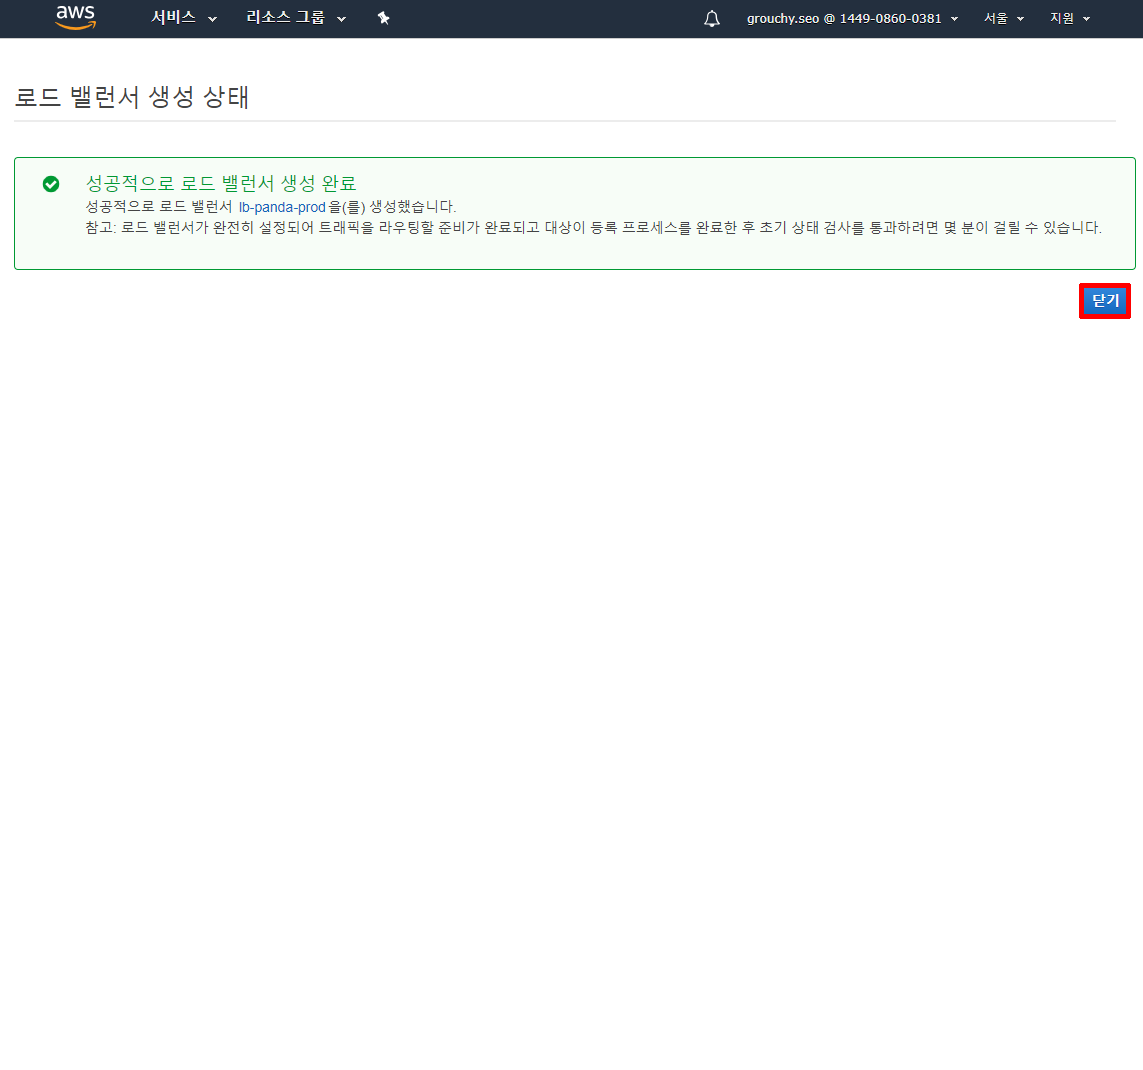 aws 서비스 리소스 그룹 grouchy.seo @ 1449-0860-0381 서울 지원
로드 밸런서 생성 상태
성공적으로 로드 밸런서 생성 완료
성공적으로 로드 밸런서 lb-panda-prod 을(를) 생성했습니다.
참고: 로드 밸런서가 완전히 설정되어 트래픽을 라우팅할 준비가 완료되고 대상이 등록 프로세스를 완료한 후 초기 상태 검사를 통과하려면 몇 분이 걸릴 수 있습니다.
닫기